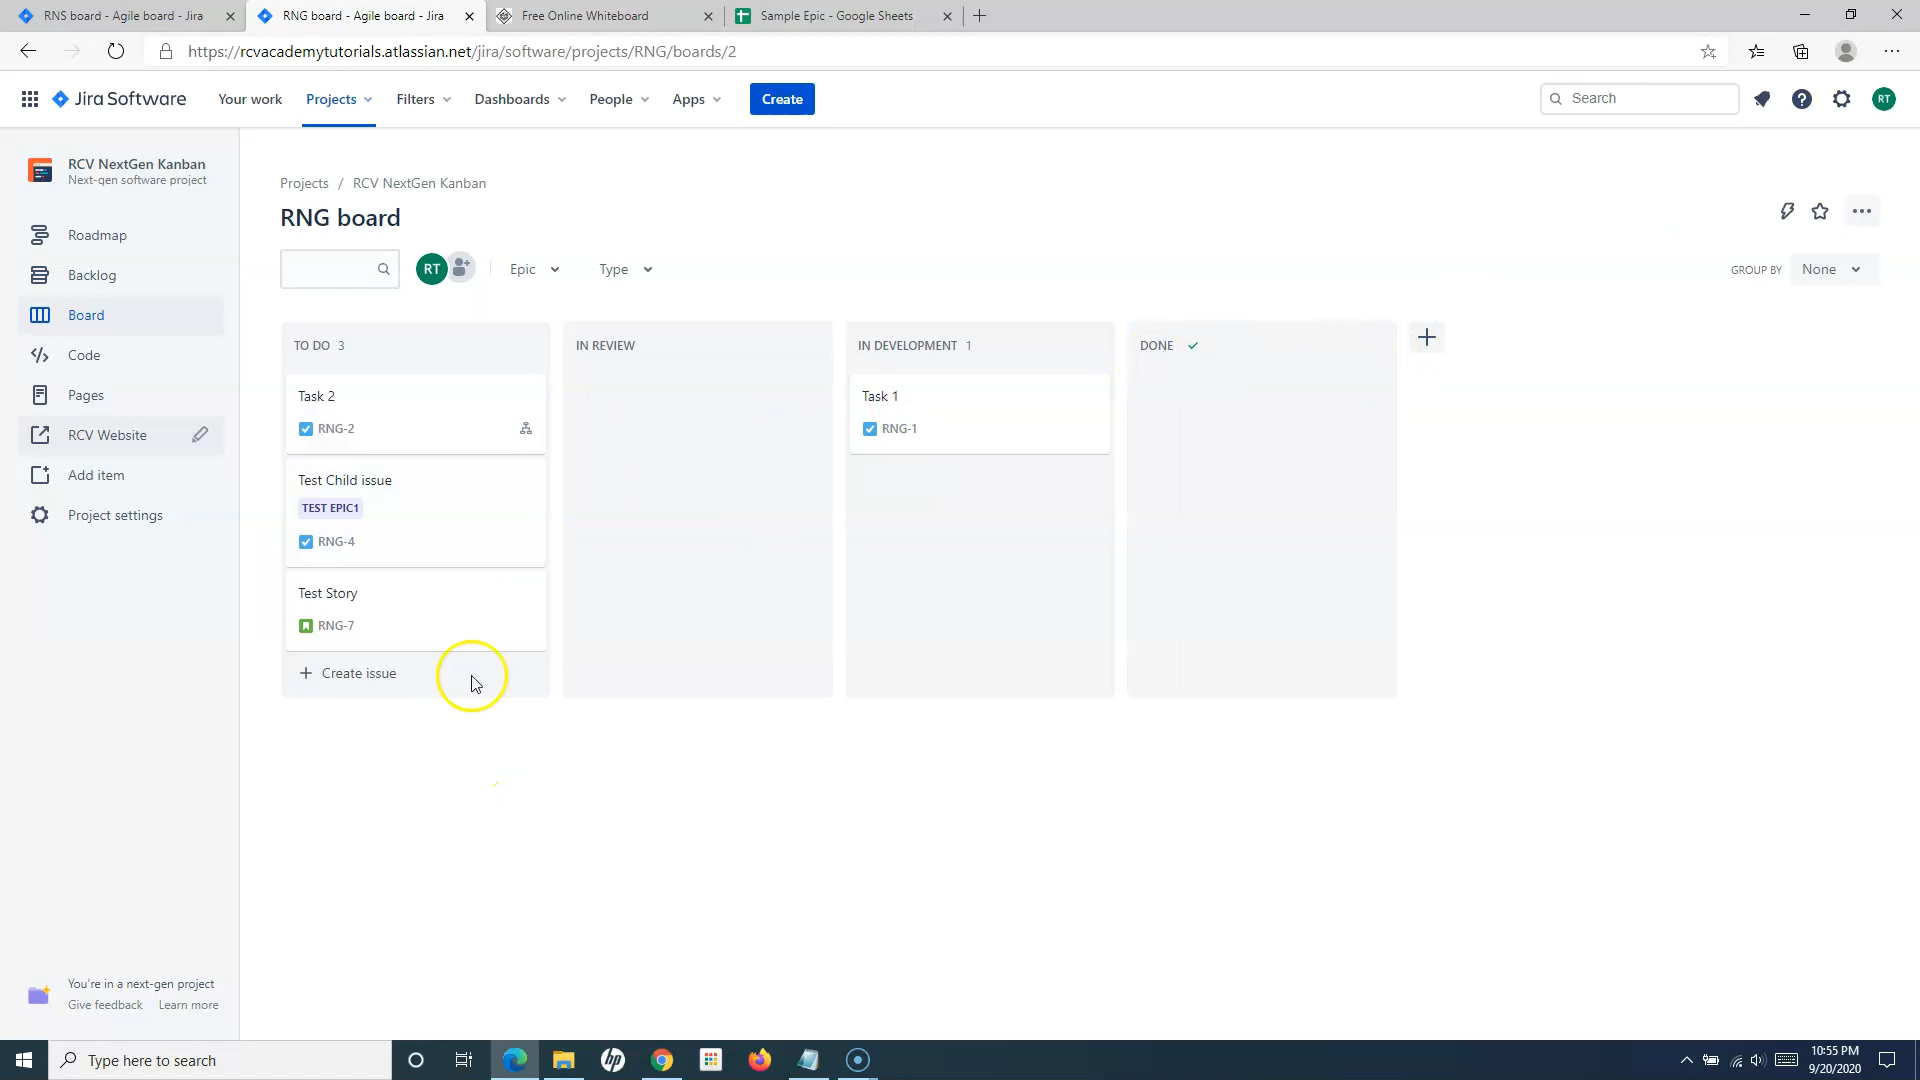 RNS board - Agile board - Jira
RNG board - Agile board - Jira
Free Online Whiteboard
Sample Epic - Google Sheets
https://rcvacademytutorials.atlassian.net/jira/software/projects/RNG/boards/2
Jira Software
Your work
Projects
Filters
Dashboards
People
Apps
Create
Search
RT
RCV NextGen Kanban
Next-gen software project
Roadmap
Backlog
Board
Code
Pages
RCV Website
Add item
Project settings
Projects / RCV NextGen Kanban
RNG board
RT
Epic
Type
GROUP BY
None
TO DO 3
Task 2
RNG-2
Test Child issue
TEST EPIC1
RNG-4
Test Story
RNG-7
Create issue
IN REVIEW
IN DEVELOPMENT 1
Task 1
RNG-1
DONE
You're in a next-gen project
Give feedback Learn more
Type here to search
hp
10:55 PM
9/20/2020